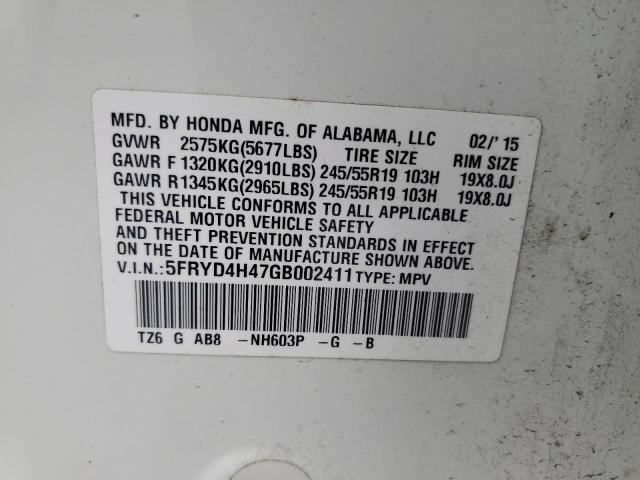 MFD. BY HONDA MFG. OF ALABAMA, LLC 02/'15
GVWR 2575KG(5677LBS) TIRE SIZE RIM SIZE
GAWR F 1320KG(2910LBS) 245/55R19 103H 19X8.0J
GAWR R 1345KG(2965LBS) 245/55R19 103H 19X8.0J
THIS VEHICLE CONFORMS TO ALL APPLICABLE
FEDERAL MOTOR VEHICLE SAFETY
AND THEFT PREVENTION STANDARDS IN EFFECT
ON THE DATE OF MANUFACTURE SHOWN ABOVE.
V.I.N.:5FRYD4H47GB002411 TYPE: MPV
TZ6 G AB8 -NH603P -G -B